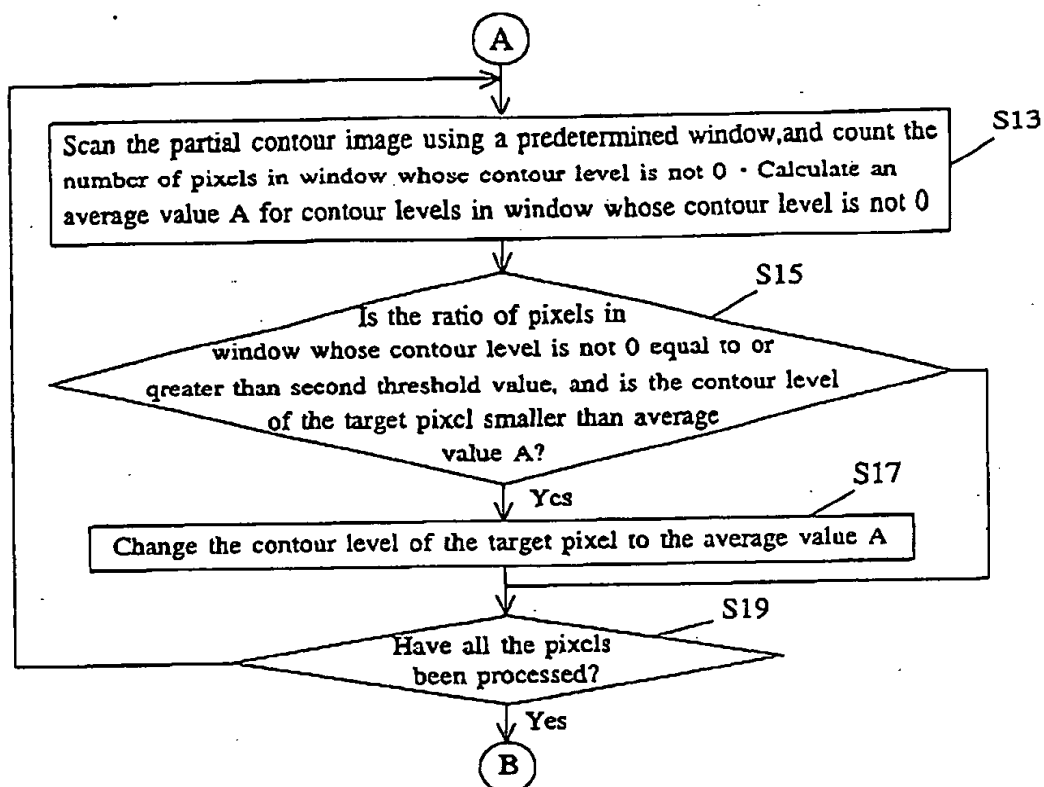 A
Scan the partial contour image using a predetermined window,and count the
number of pixels in window whose contour level is not 0 · Calculate an
average value A for contour levels in window whose contour level is not 0
S13
S15
Is the ratio of pixels in
window whose contour level is not 0 equal to or
qreater than second threshold value, and is the contour level
of the target pixel smaller than average
value A?
Yes
S17
Change the contour level of the target pixel to the average value A
S19
Have all the pixels
been processed?
Yes
B